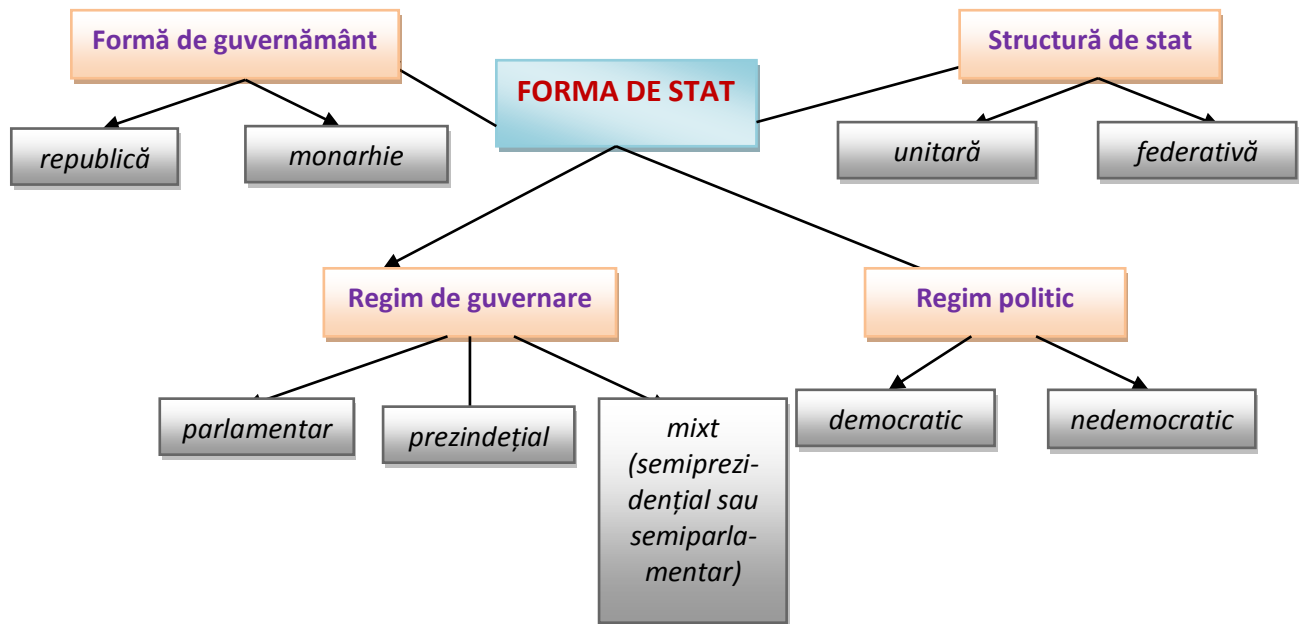 Formă de guvernământ
Structură de stat
FORMA DE STAT
republică
monarhie
unitară
federativă
Regim de guvernare
Regim politic
parlamentar
prezindețial
mixt
(semiprezi-
dențial sau
semiparla-
mentar)
democratic
nedemocratic